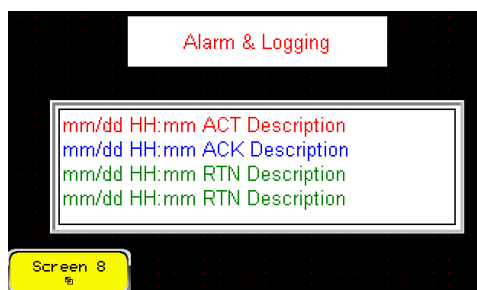 Alarm & Logging
mm/dd HH:mm ACT Description
mm/dd HH:mm ACK Description
mm/dd HH:mm RTN Description
mm/dd HH:mm RTN Description
Screen 8